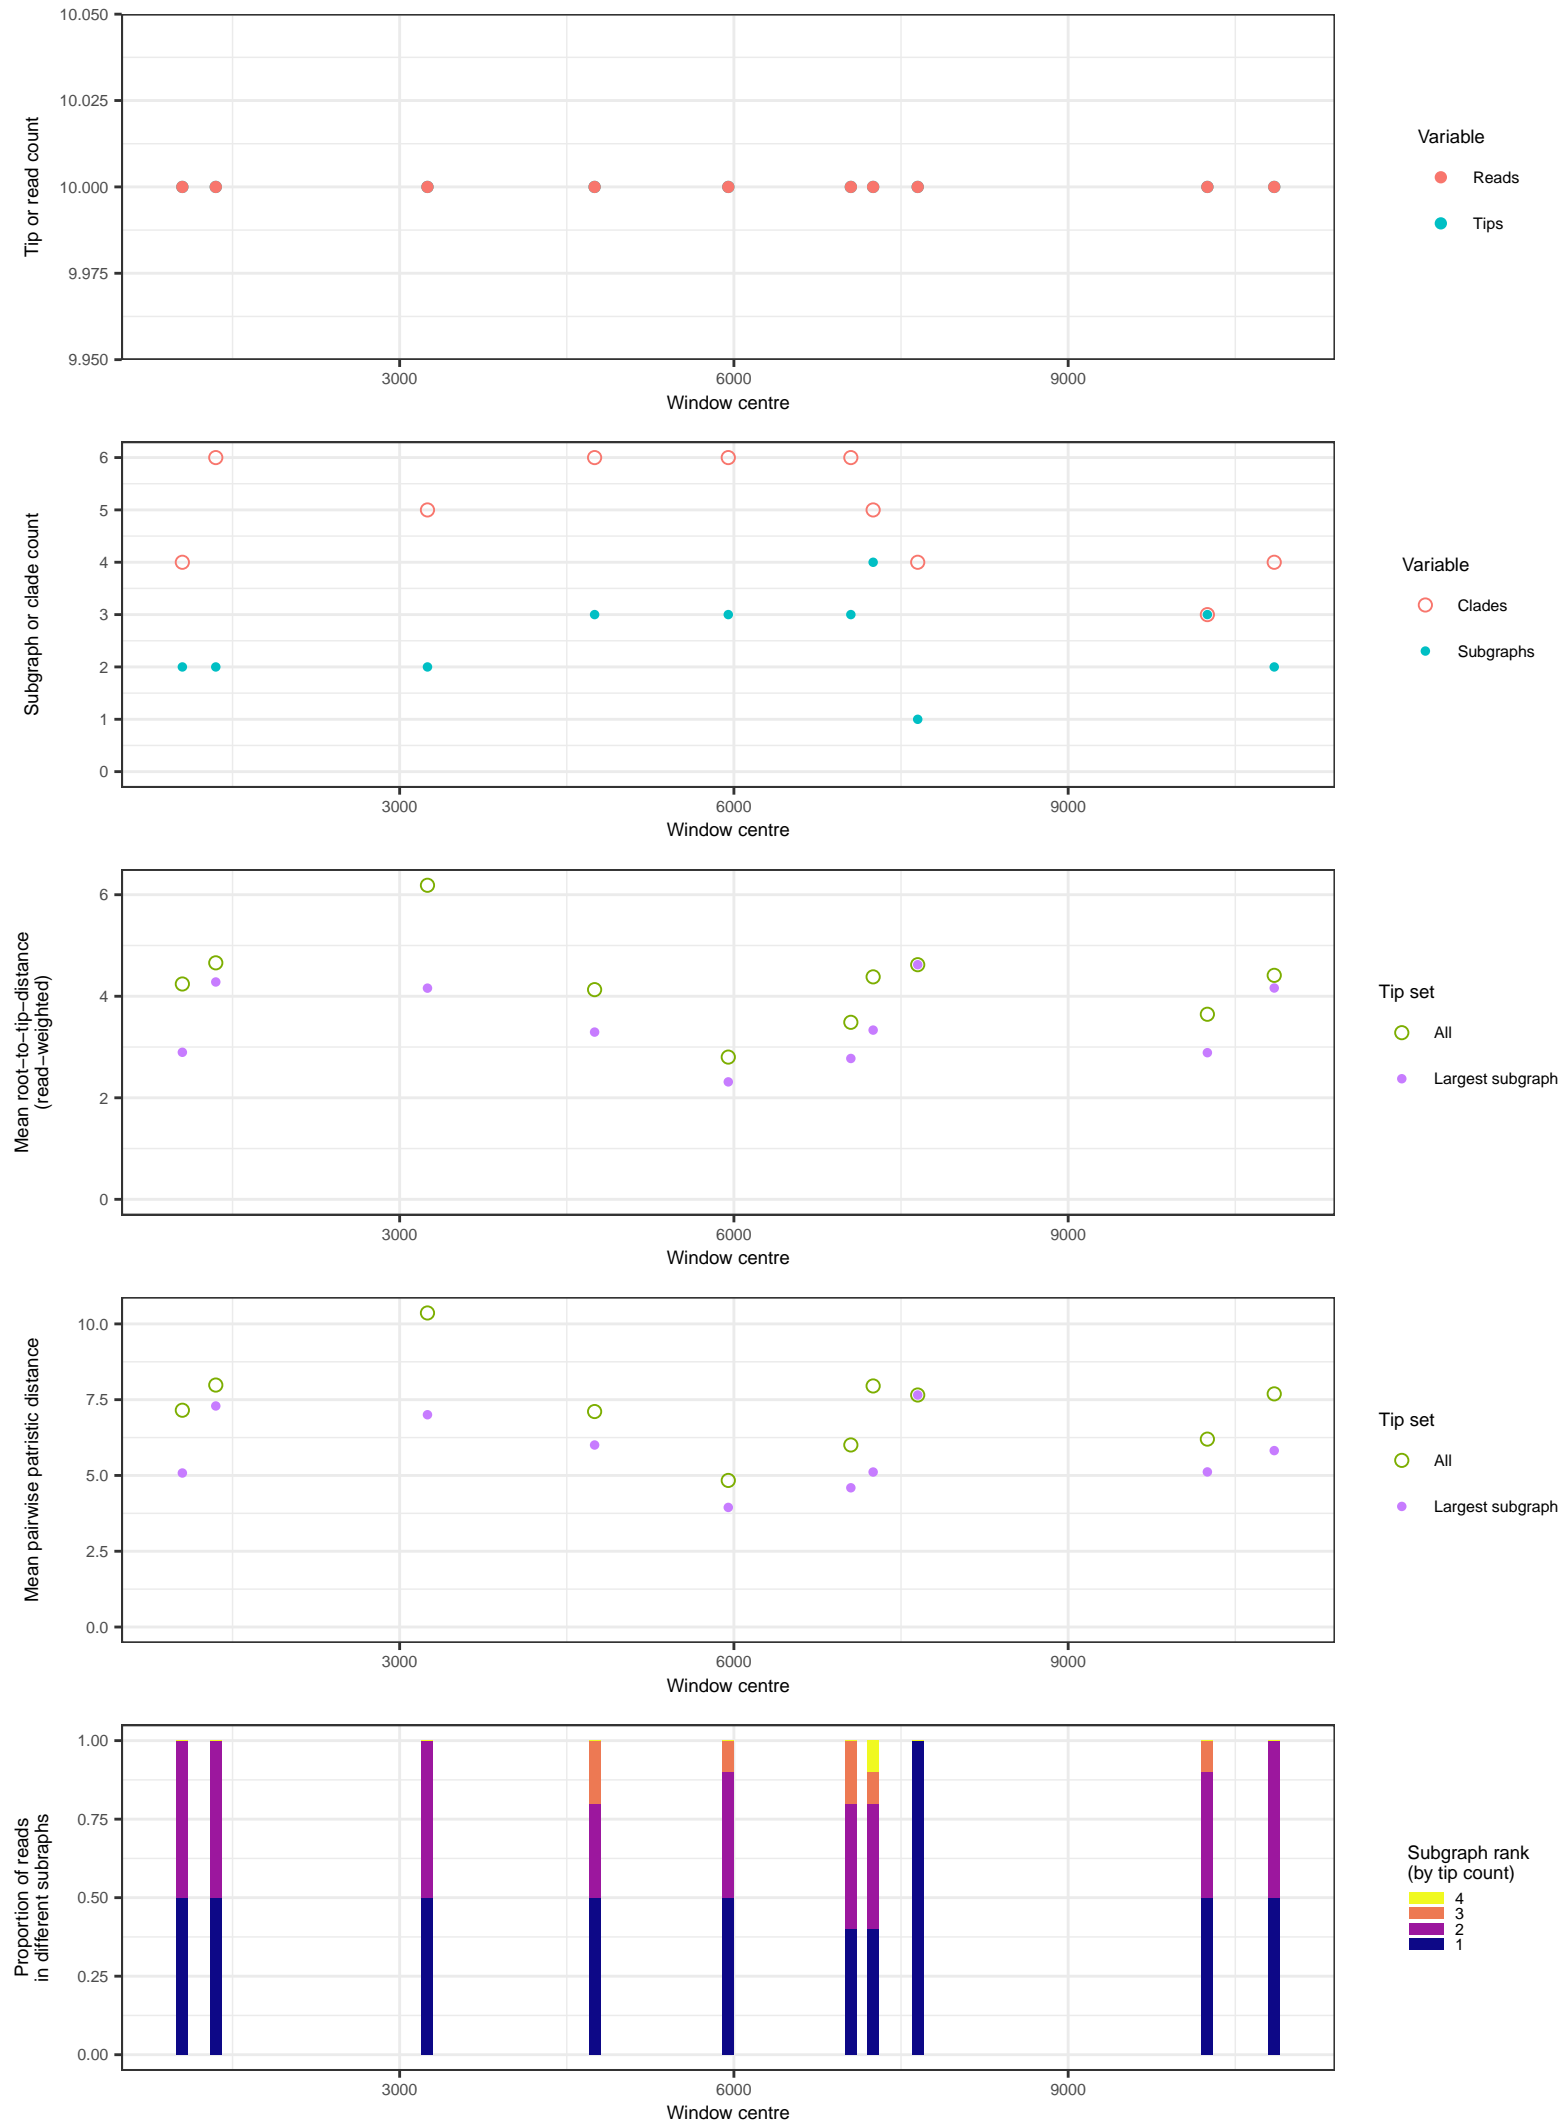 10.050
10.025
10.000
9.975
9.950
Tip or read count
3000 6000 9000
Window centre
Variable
Reads
Tips
6
5
4
3
2
1
0
Subgraph or clade count
3000 6000 9000
Window centre
Variable
Clades
Subgraphs
6
4
2
0
Mean root−to−tip−distance
(read−weighted)
3000 6000 9000
Window centre
Tip set
All
Largest subgraph
10.0
7.5
5.0
2.5
0.0
Mean pairwise patristic distance
3000 6000 9000
Window centre
Tip set
All
Largest subgraph
1.00
0.75
0.50
0.25
0.00
Proportion of reads
in different subraphs
3000 6000 9000
Window centre
Subgraph rank
(by tip count)
4
3
2
1